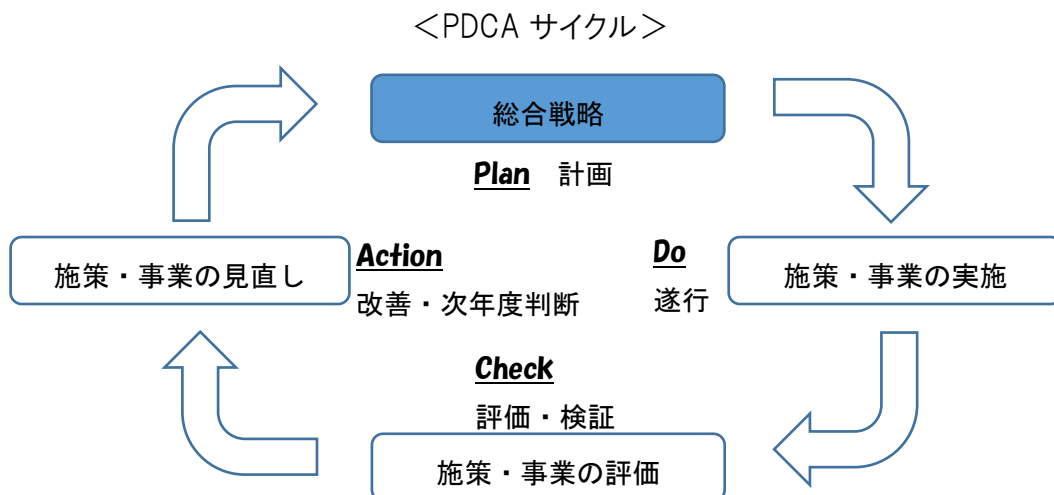 ＜PDCA サイクル＞
総合戦略
Plan　計画
施策・事業の見直し
Action
改善・次年度判断
Do
遂行
施策・事業の実施
Check
評価・検証
施策・事業の評価